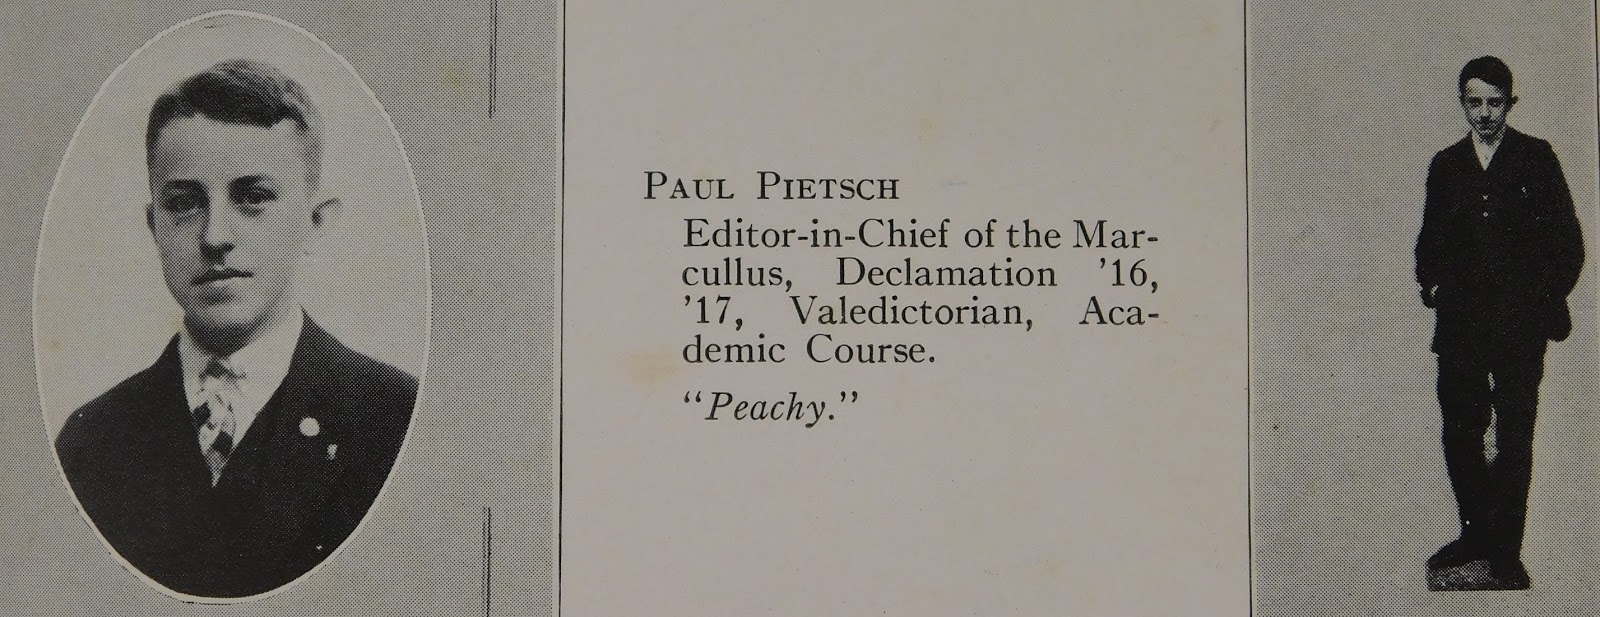 PAUL PIETSCH
Editor-in-Chief of the Mar-
cullus, Declamation '16,
'17, Valedictorian, Aca-
demic Course.
"Peachy."